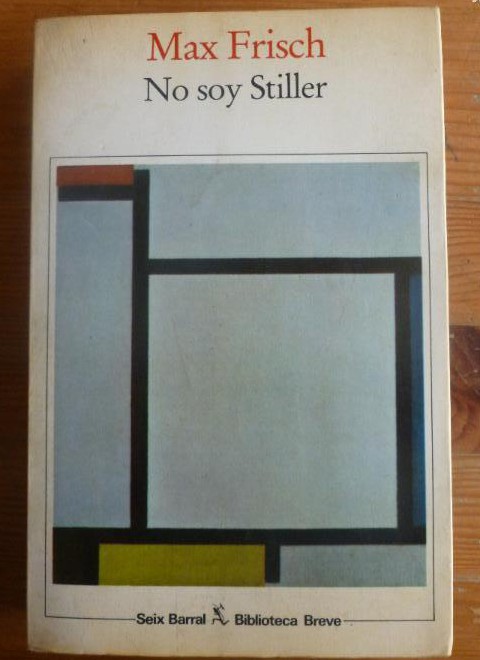 Max Frisch
No soy Stiller
Seix Barral Biblioteca Breve